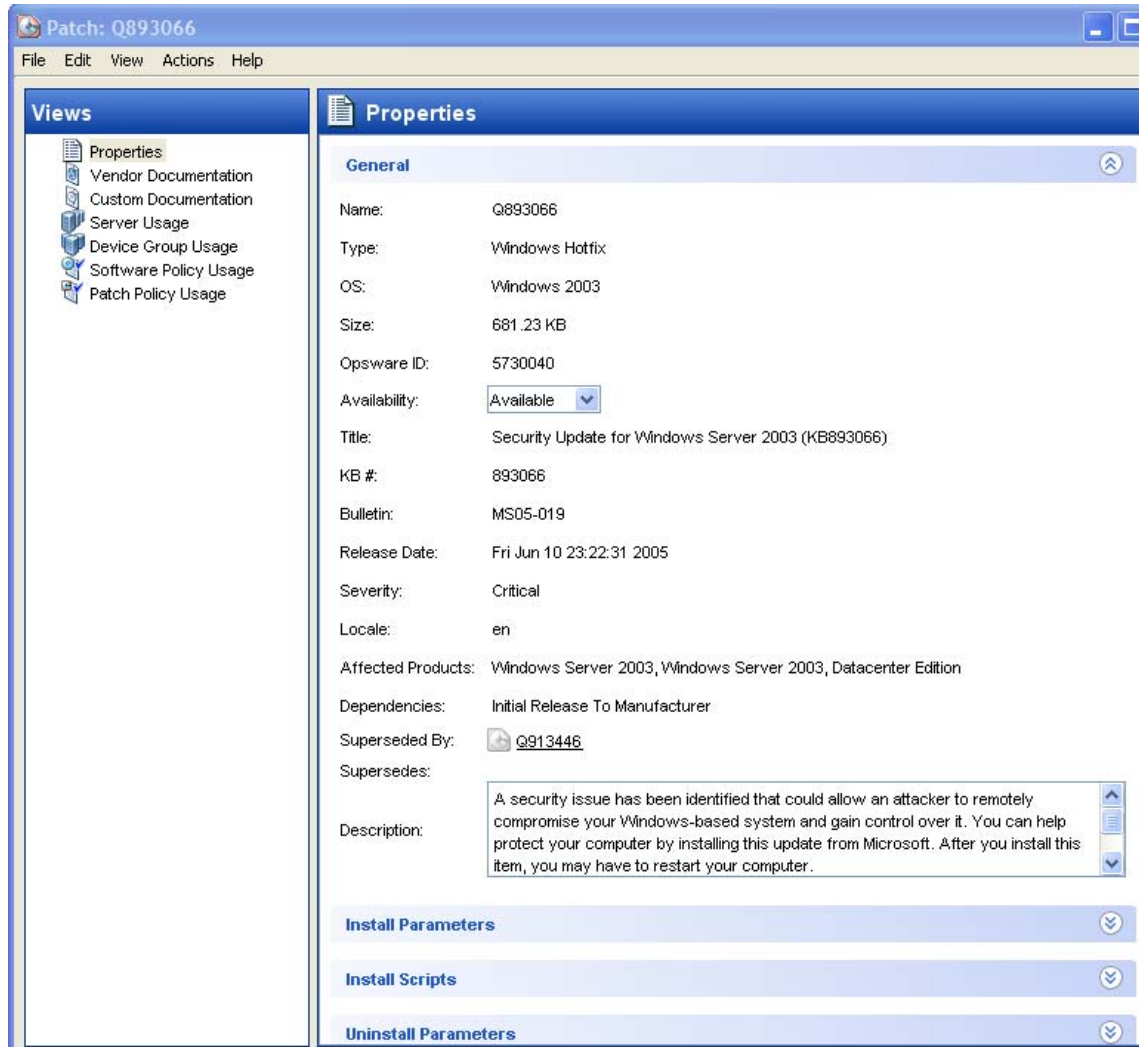 Patch: Q893066
File Edit View Actions Help
Views
Properties
Vendor Documentation
Custom Documentation
Server Usage
Device Group Usage
Software Policy Usage
Patch Policy Usage
Properties
General
Name: Q893066
Type: Windows Hotfix
OS: Windows 2003
Size: 681.23 KB
Opsware ID: 5730040
Availability: Available
Title: Security Update for Windows Server 2003 (KB893066)
KB #: 893066
Bulletin: MS05-019
Release Date: Fri Jun 10 23:22:31 2005
Severity: Critical
Locale: en
Affected Products: Windows Server 2003, Windows Server 2003, Datacenter Edition
Dependencies: Initial Release To Manufacturer
Superseded By: Q913446
Supersedes:
Description: A security issue has been identified that could allow an attacker to remotely
compromise your Windows-based system and gain control over it. You can help
protect your computer by installing this update from Microsoft. After you install this
item, you may have to restart your computer.
Install Parameters
Install Scripts
Uninstall Parameters